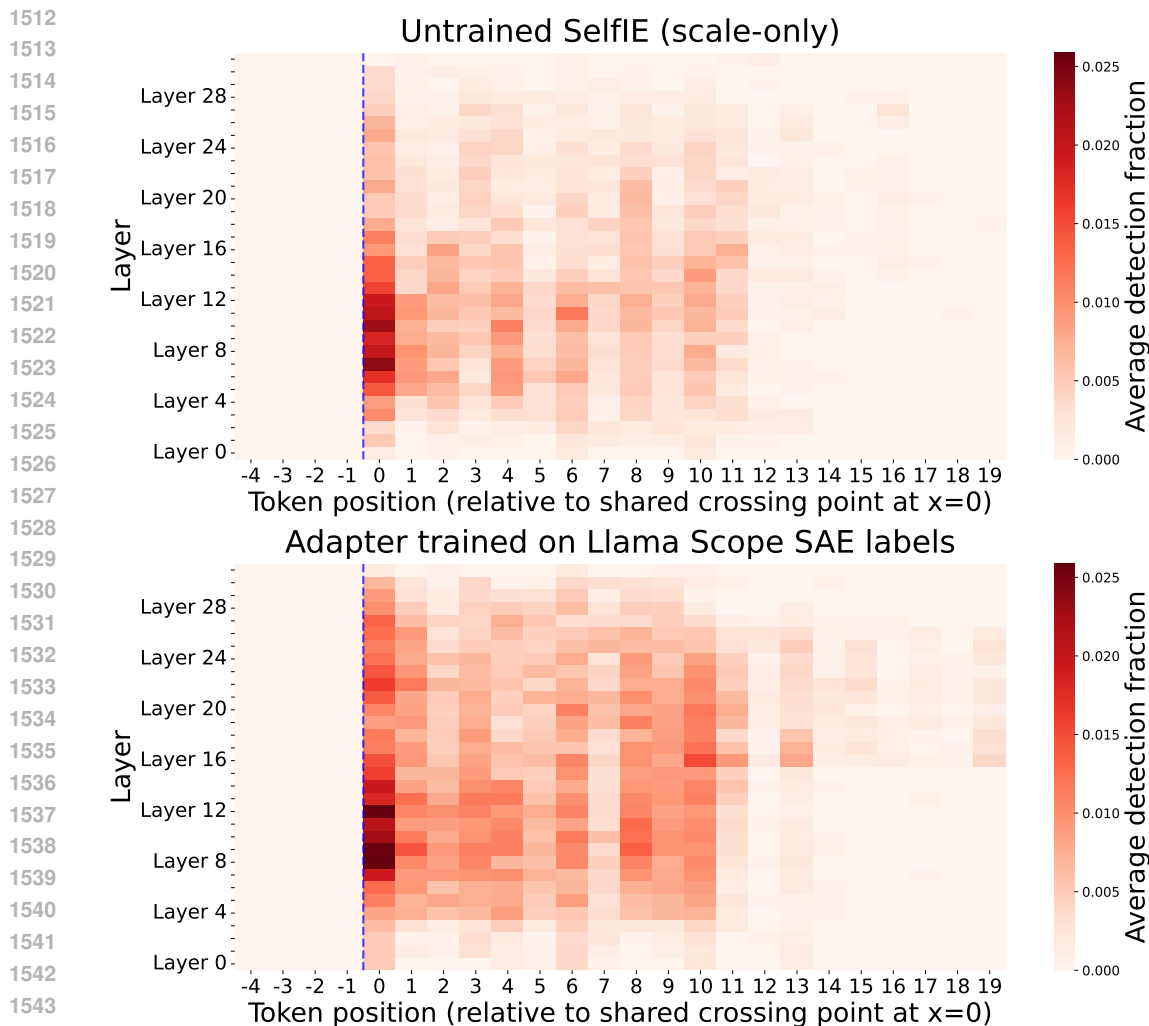 1512
1513
1514
1515
1516
1517
1518
1519
1520
1521
1522
1523
1524
1525
1526
1527
1528
1529
1530
1531
1532
1533
1534
1535
1536
1537
1538
1539
1540
1541
1542
1543
Untrained SelfIE (scale-only)
Layer
Layer 28
Layer 24
Layer 20
Layer 16
Layer 12
Layer 8
Layer 4
Layer 0
-4 -3 -2 -1 0 1 2 3 4 5 6 7 8 9 10 11 12 13 14 15 16 17 18 19
Token position (relative to shared crossing point at x=0)
0.025
0.020
0.015
0.010
0.005
0.000
Average detection fraction
Adapter trained on Llama Scope SAE labels
Layer
Layer 28
Layer 24
Layer 20
Layer 16
Layer 12
Layer 8
Layer 4
Layer 0
-4 -3 -2 -1 0 1 2 3 4 5 6 7 8 9 10 11 12 13 14 15 16 17 18 19
Token position (relative to shared crossing point at x=0)
0.025
0.020
0.015
0.010
0.005
0.000
Average detection fraction